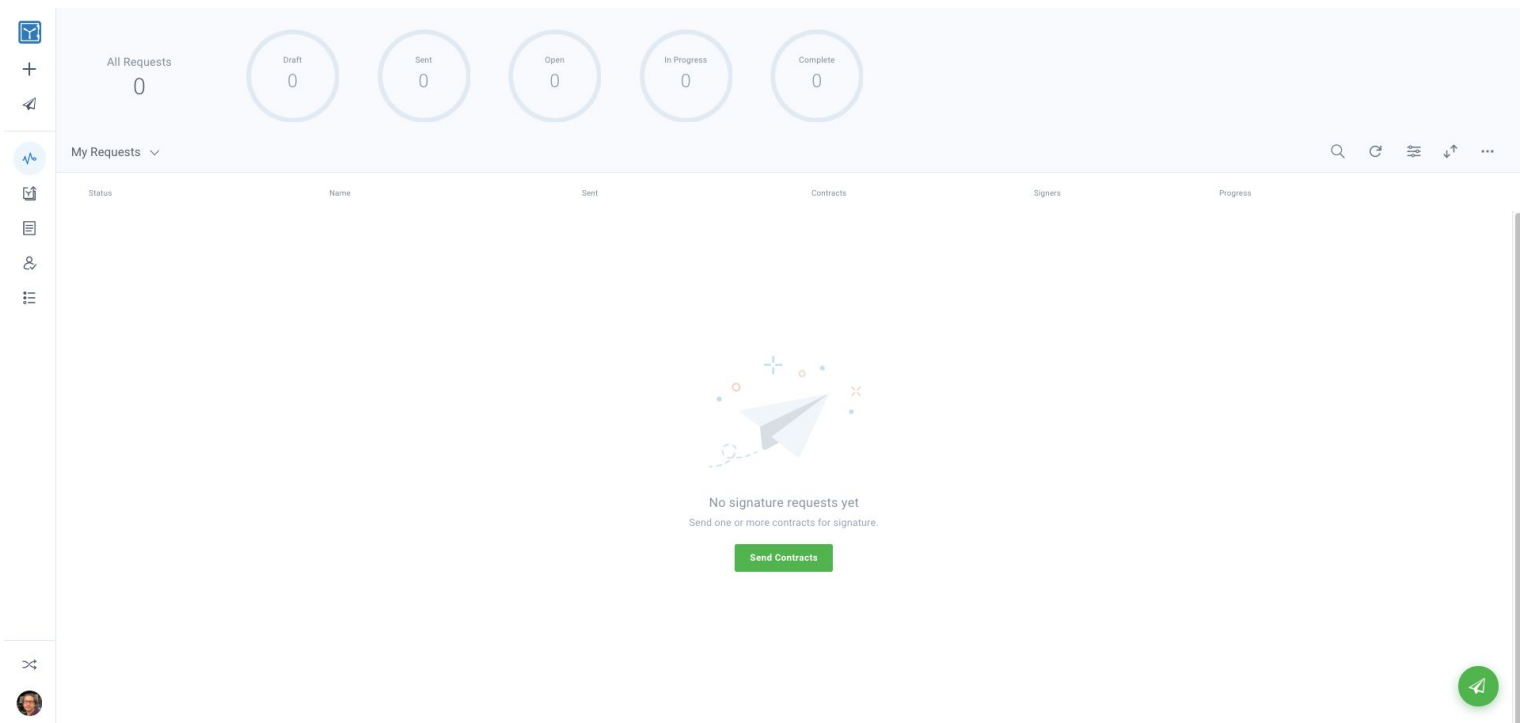 All Requests
0
Draft
0
Sent
0
Open
0
In Progress
0
Complete
0
My Requests
Status Name Sent Contracts Signers Progress
No signature requests yet
Send one or more contracts for signature.
Send Contracts